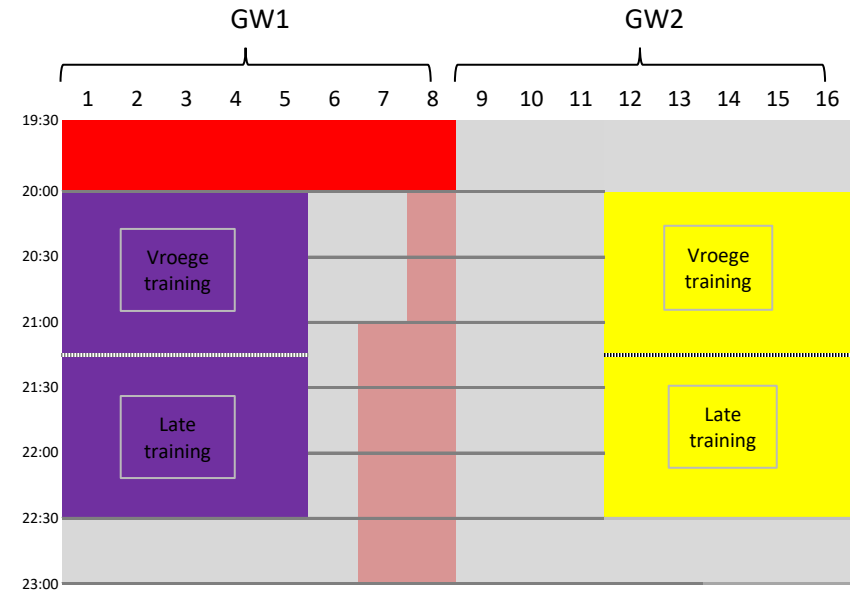 GW1 GW2
1 2 3 4 5 6 7 8 9 10 11 12 13 14 15 16
19:30
20:00
Vroege
training
Vroege
training
20:30
21:00
21:30
Late
training
Late
training
22:00
22:30
23:00